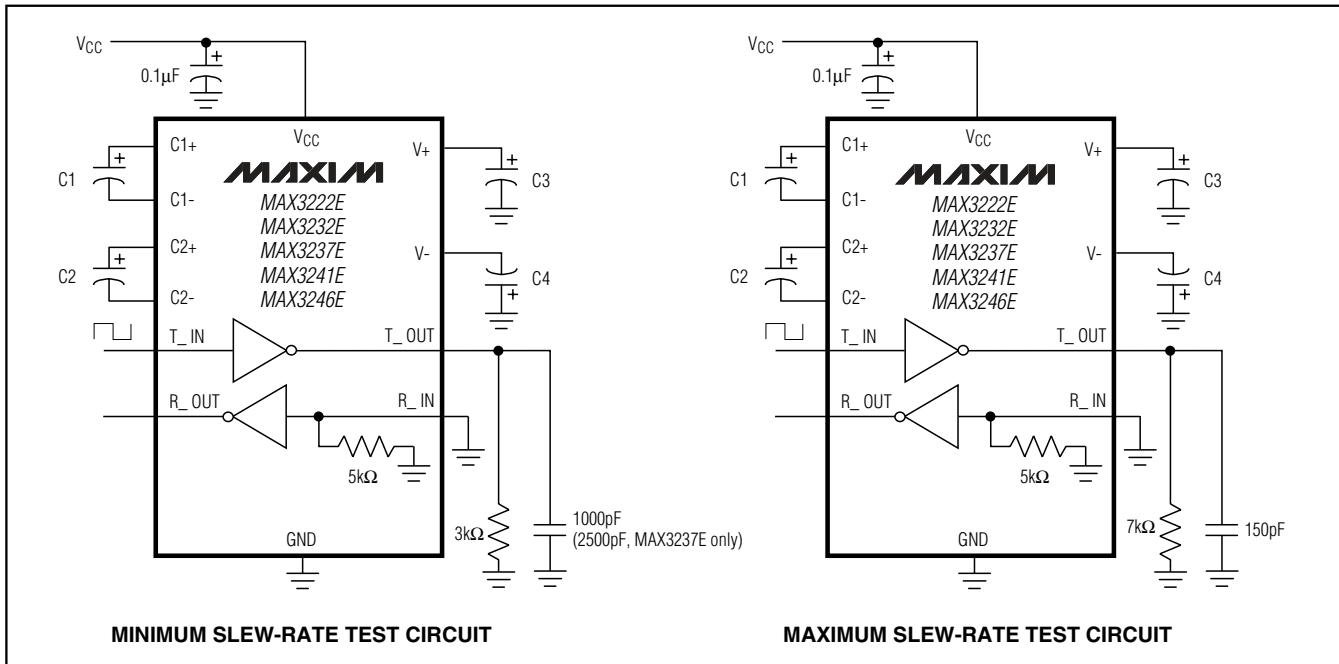 VCC
+
0.1µF
VCC
C1+
V+
+
+
C1
C3
MAXIM
C1-
MAX3222E
MAX3232E
C2+
MAX3237E
V-
+
C2
MAX3241E
C4
+
C2-
MAX3246E
T_ IN
T_ OUT
R_ OUT
R_ IN
5kΩ
3kΩ
1000pF
(2500pF, MAX3237E only)
GND
MINIMUM SLEW-RATE TEST CIRCUIT
VCC
+
0.1µF
VCC
C1+
V+
+
+
C1
C3
MAXIM
C1-
MAX3222E
MAX3232E
C2+
MAX3237E
V-
+
C2
MAX3241E
C4
+
C2-
MAX3246E
T_ IN
T_ OUT
R_ OUT
R_ IN
5kΩ
7kΩ
150pF
GND
MAXIMUM SLEW-RATE TEST CIRCUIT